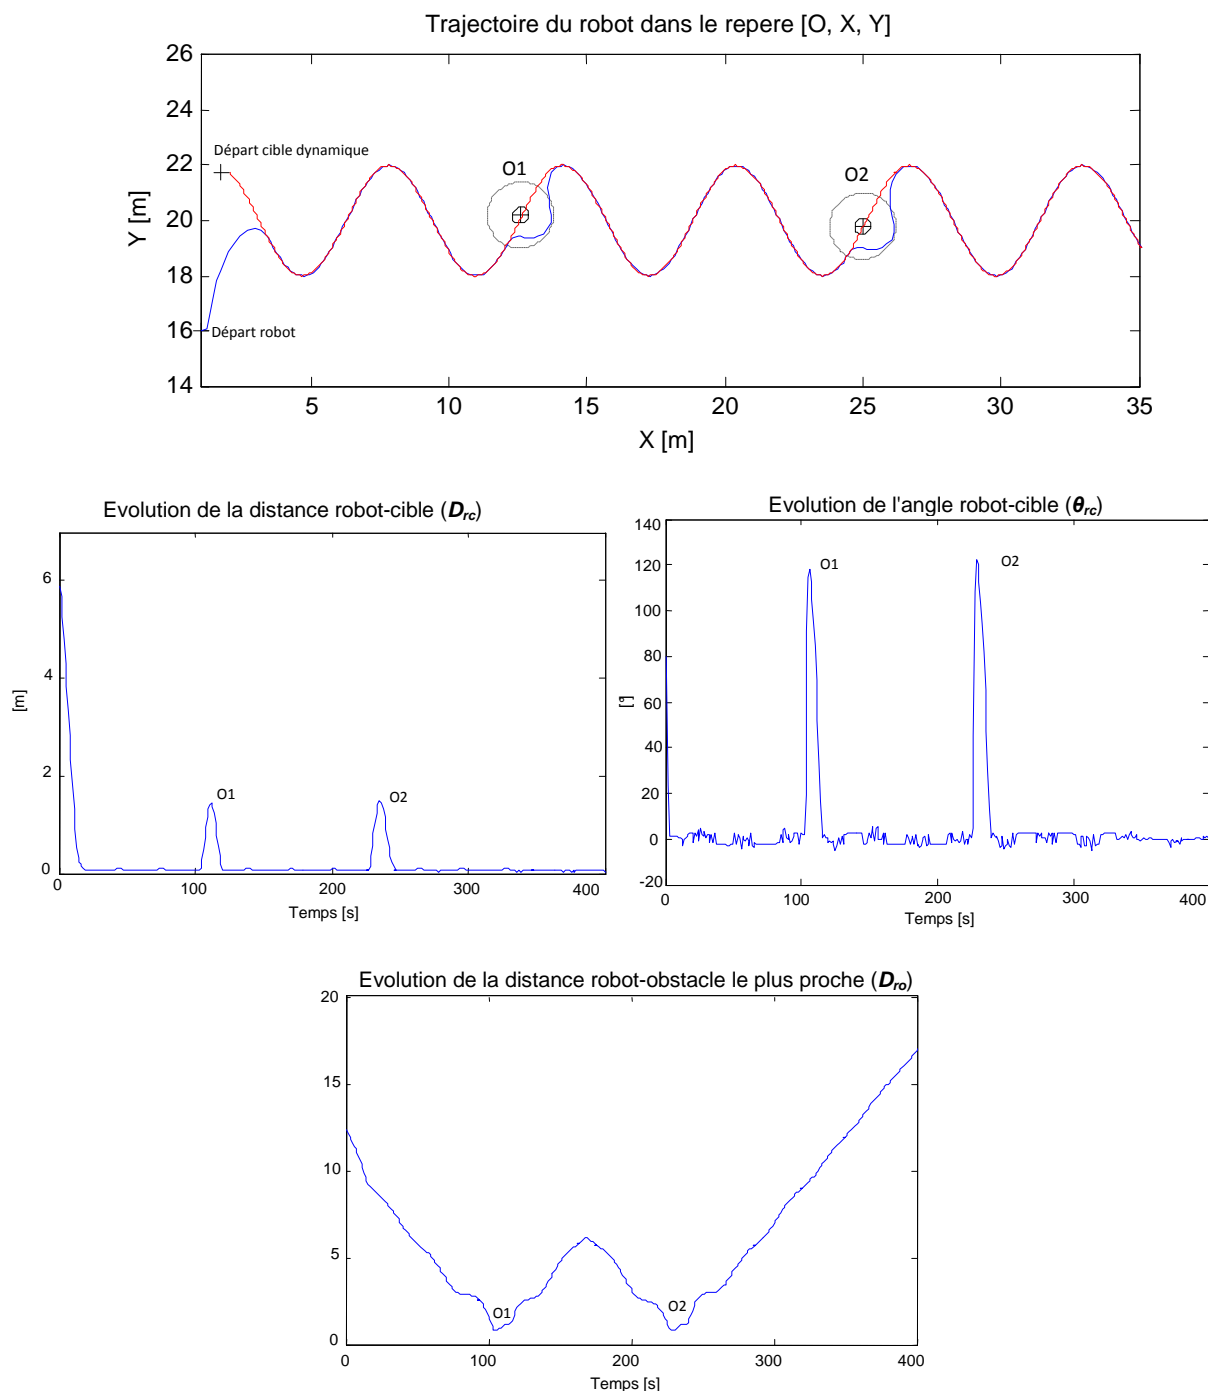 Trajectoire du robot dans le repere [O, X, Y]
26
24
22
20
18
16
14
Y [m]
Départ cible dynamique
Départ robot
O1
O2
5
10
15
20
25
30
35
X [m]
Evolution de la distance robot-cible (Drc)
6
4
2
0
[m]
O1
O2
0
100
200
300
400
Temps [s]
Evolution de l'angle robot-cible (θrc)
140
120
100
80
60
40
20
0
-20
[°]
O1
O2
0
100
200
300
400
Temps [s]
Evolution de la distance robot-obstacle le plus proche (Dro)
20
15
10
5
0
O1
O2
0
100
200
300
400
Temps [s]